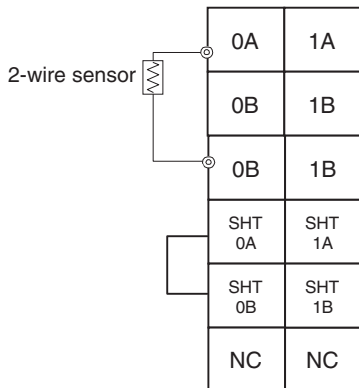 0A 1A
2-wire sensor
0B 1B
0B 1B
SHT SHT
0A 1A
SHT SHT
0B 1B
NC NC